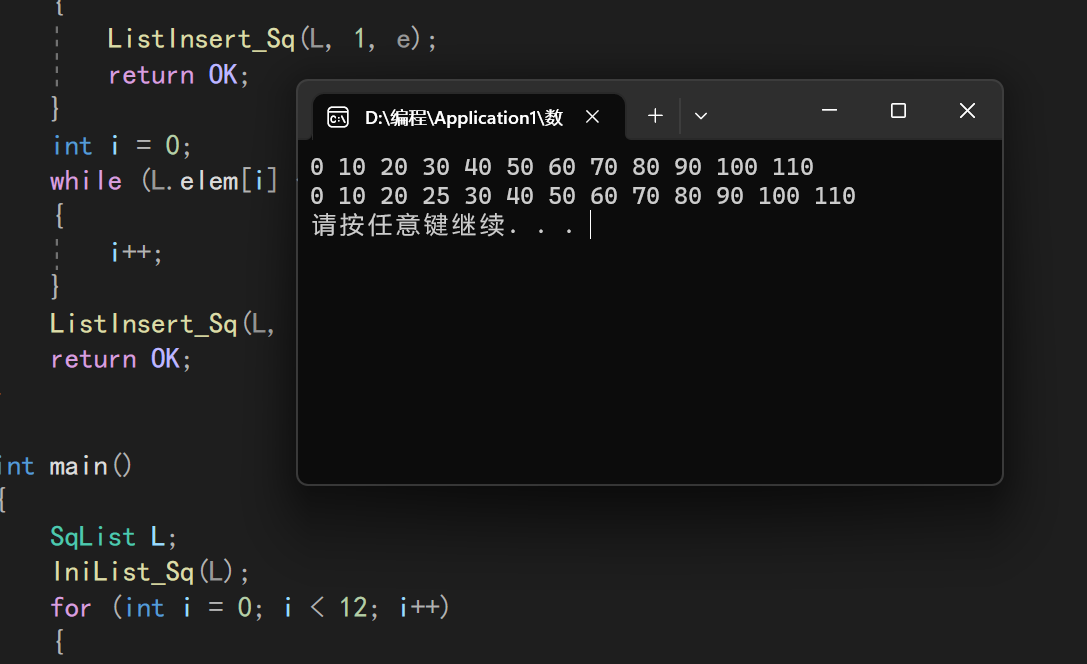 {
ListInsert_Sq(L, 1, e);
return OK;
}
int i = 0;
while (L.elem[i]
{
i++;
}
ListInsert_Sq(L,
return OK;
int main()
{
SqList L;
IniList_Sq(L);
for (int i = 0; i < 12; i++)
{
D:\编程\Application1\数
0 10 20 30 40 50 60 70 80 90 100 110
0 10 20 25 30 40 50 60 70 80 90 100 110
请按任意键继续. . .